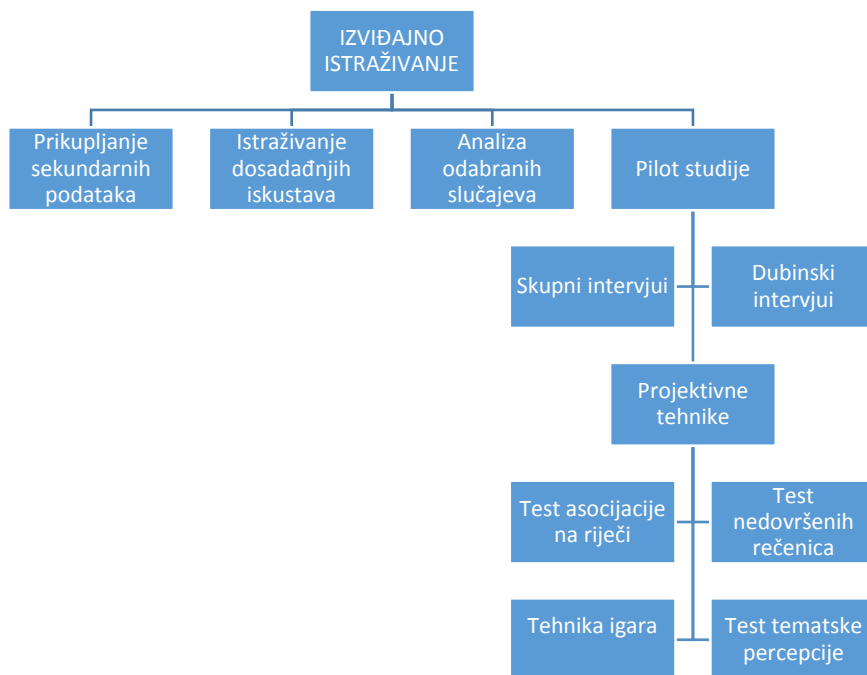 IZVIĐAJNO
ISTRAŽIVANJE
Prikupljanje
sekundarnih
podataka
Istraživanje
dosadađnjih
iskustava
Analiza
odabranih
slučajeva
Pilot studije
Skupni intervjui
Dubinski
intervjui
Projektivne
tehnike
Test asocijacije
na riječi
Test
nedovršenih
rečenica
Tehnika igara
Test tematske
percepcije